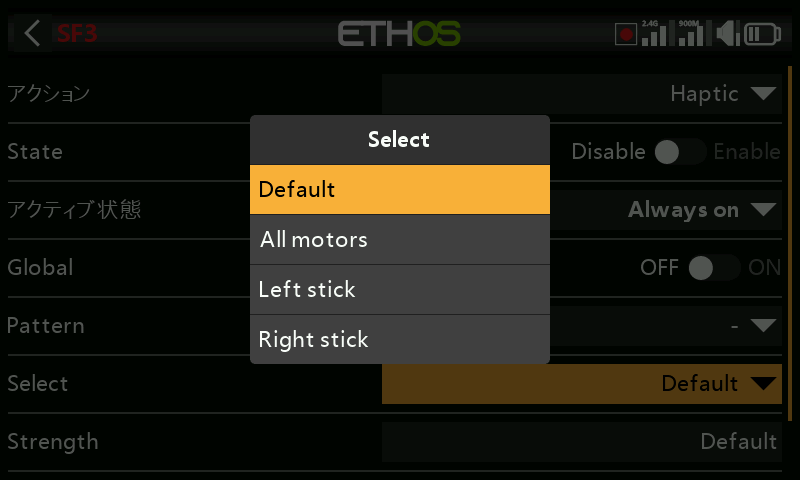 SF3 ETHOS 2.4G 900M
アクション Haptic
State Disable Enable
アクティブ状態 Always on
Global OFF ON
Pattern -
Select Default
Strength Default
Select
Default
All motors
Left stick
Right stick